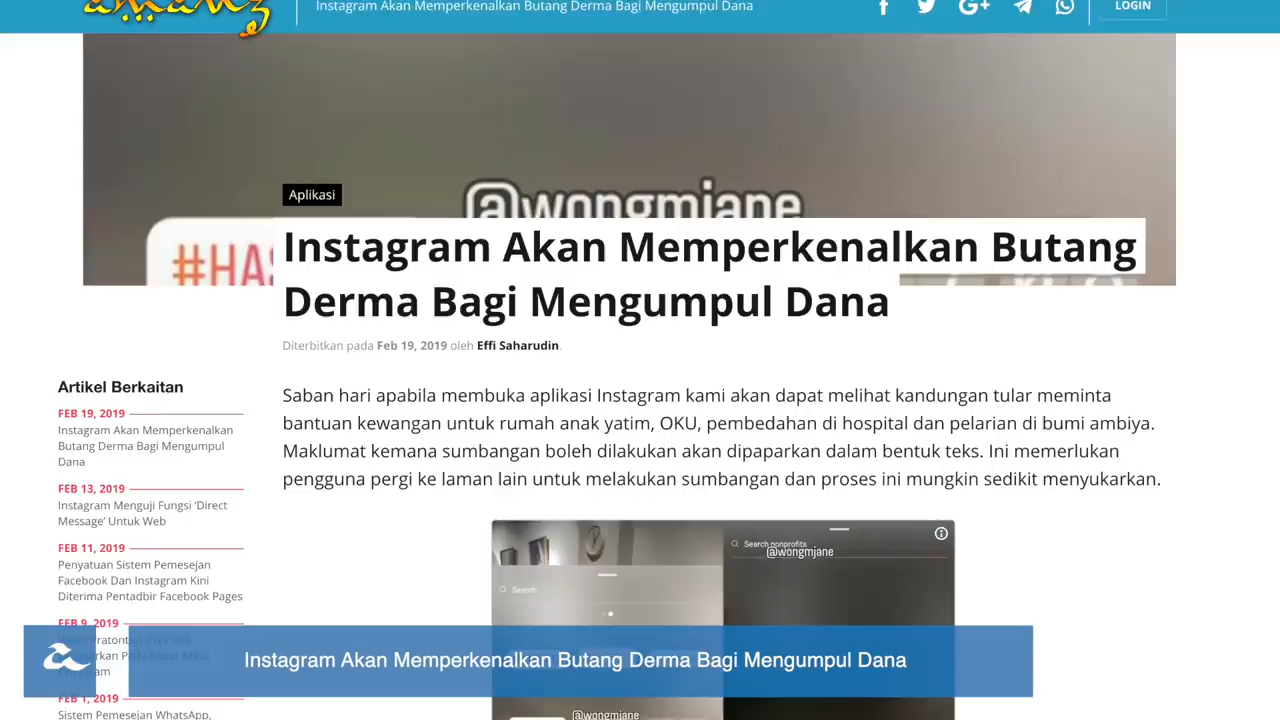 amanz
Instagram Akan Memperkenalkan Butang Derma Bagi Mengumpul Dana
LOGIN
Aplikasi
@wongmjane
#HAS
Instagram Akan Memperkenalkan Butang
Derma Bagi Mengumpul Dana
Diterbitkan pada Feb 19, 2019 oleh Effi Saharudin.
Artikel Berkaitan
FEB 19, 2019
Instagram Akan Memperkenalkan
Butang Derma Bagi Mengumpul
Dana
FEB 13, 2019
Instagram Menguji Fungsi ‘Direct
Message’ Untuk Web
FEB 11, 2019
Penyatuan Sistem Pemesejan
Facebook Dan Instagram Kini
Diterima Pentadbir Facebook Pages
FEB 9, 2019
FEB 1, 2019
Sistem Pemesejan WhatsApp,
Saban hari apabila membuka aplikasi Instagram kami akan dapat melihat kandungan tular meminta
bantuan kewangan untuk rumah anak yatim, OKU, pembedahan di hospital dan pelarian di bumi ambiya.
Maklumat kemana sumbangan boleh dilakukan akan dipaparkan dalam bentuk teks. Ini memerlukan
pengguna pergi ke laman lain untuk melakukan sumbangan dan proses ini mungkin sedikit menyukarkan.
Search
Search nonprofits
@wongmjane
@wongmjane
Instagram Akan Memperkenalkan Butang Derma Bagi Mengumpul Dana